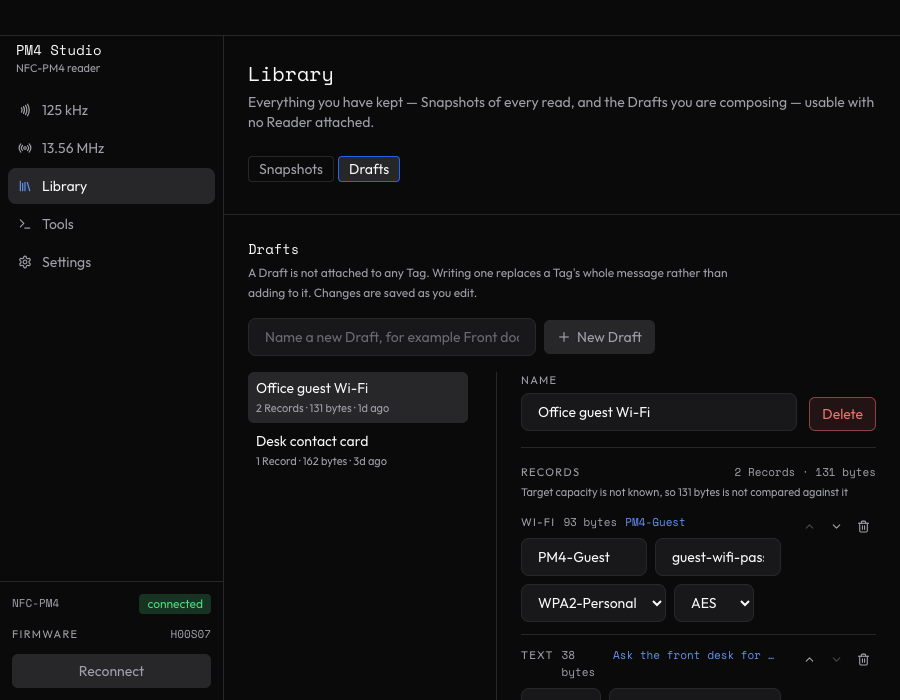 PM4 Studio
NFC-PM4 reader
125 kHz
13.56 MHz
Library
Tools
Settings
NFC-PM4 connected
FIRMWARE H00S07
Reconnect
Library
Everything you have kept — Snapshots of every read, and the Drafts you are composing — usable with
no Reader attached.
Snapshots Drafts
Drafts
A Draft is not attached to any Tag. Writing one replaces a Tag's whole message rather than
adding to it. Changes are saved as you edit.
Name a new Draft, for example Front doo + New Draft
Office guest Wi-Fi
2 Records · 131 bytes · 1d ago
Desk contact card
1 Record · 162 bytes · 3d ago
NAME
Office guest Wi-Fi Delete
RECORDS 2 Records · 131 bytes
Target capacity is not known, so 131 bytes is not compared against it
WI-FI 93 bytes PM4-Guest
PM4-Guest guest-wifi-pas
WPA2-Personal AES
TEXT 38 bytes Ask the front desk for …